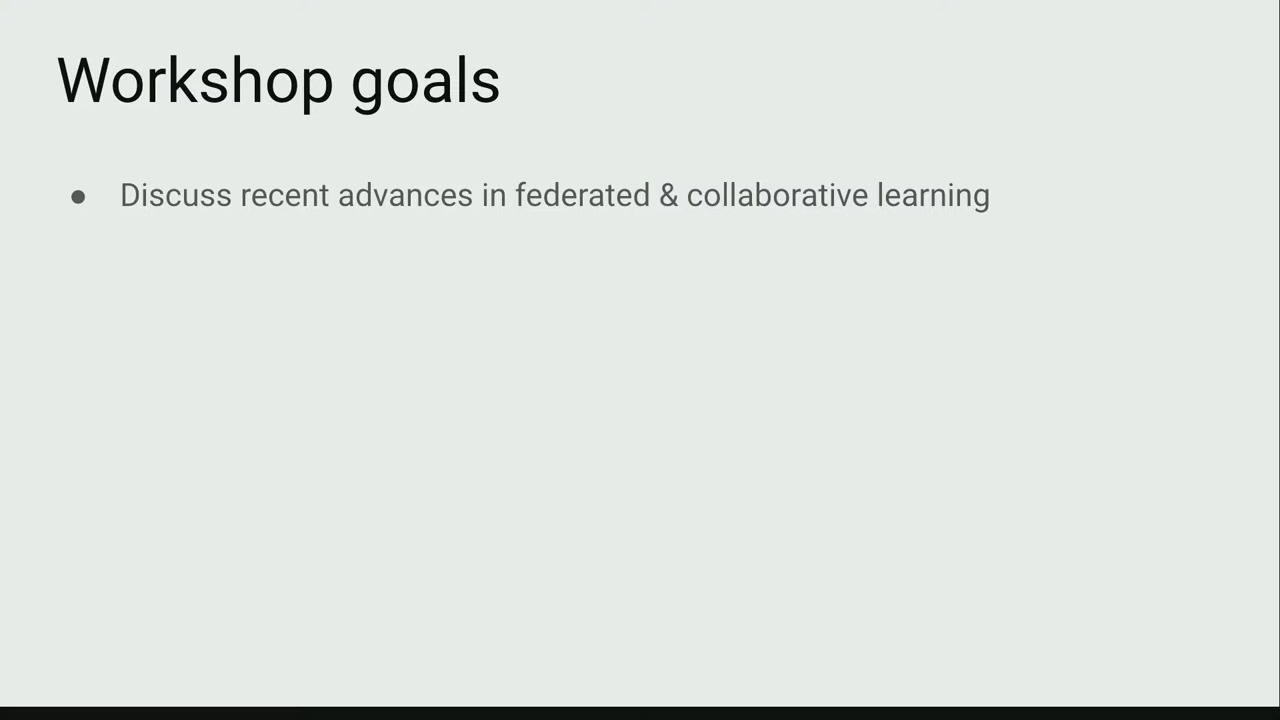 Workshop goals
● Discuss recent advances in federated & collaborative learning